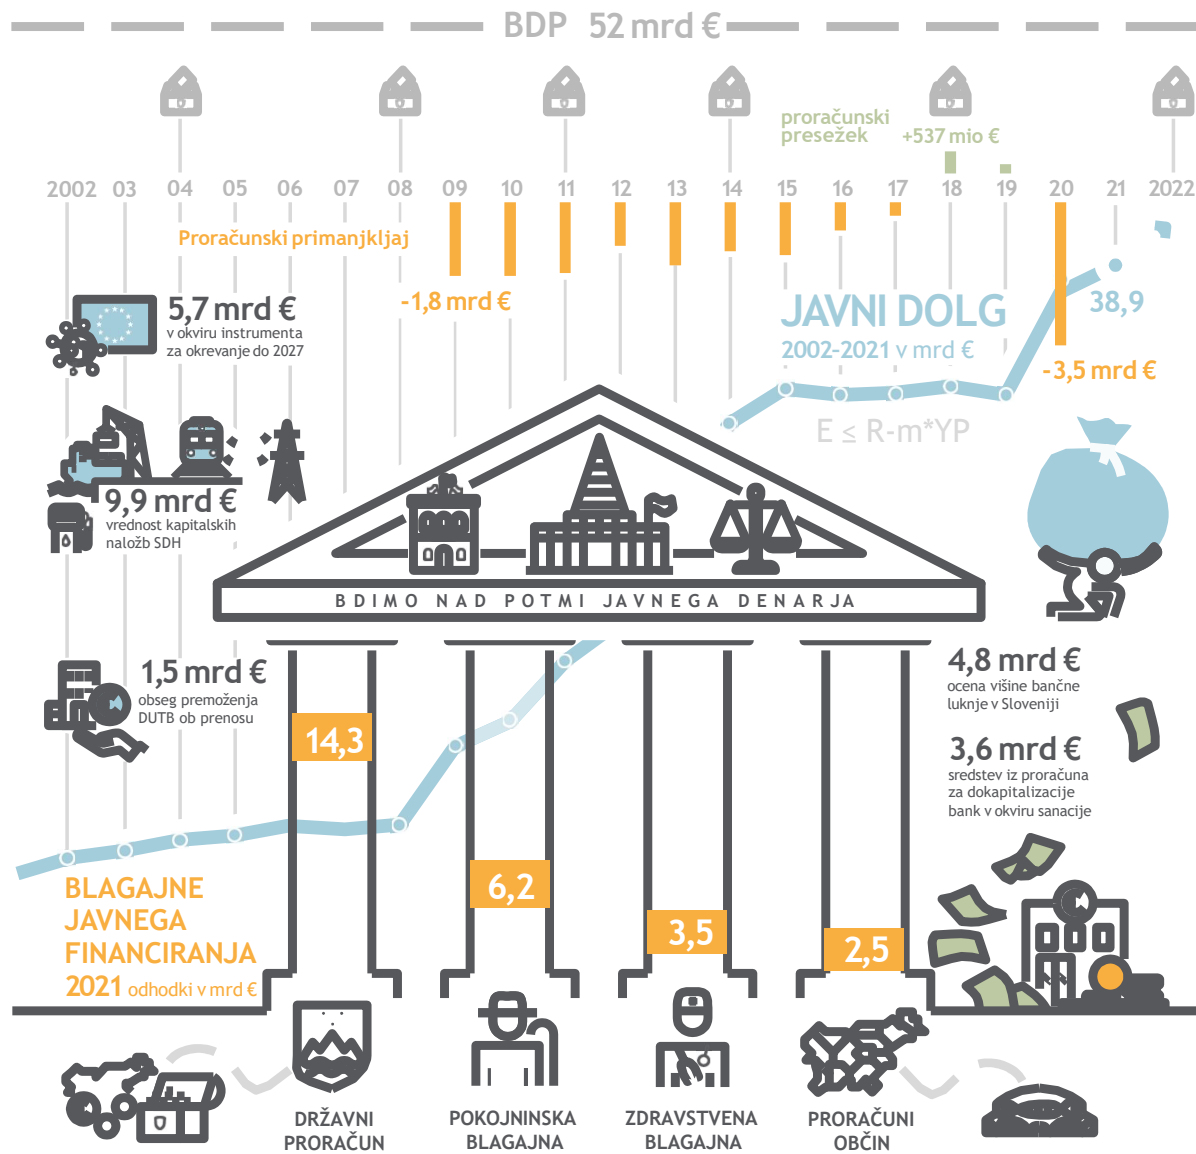 BDP 52 mrd €
proračunski
presežek
+537 mio €
2002 03 04 05 06 07 08 09 10 11 12 13 14 15 16 17 18 19 20 21 2022
Proračunski primanjkljaj
-1,8 mrd €
5,7 mrd €
v okviru instrumenta
za okrevanje do 2027
JAVNI DOLG
2002-2021 v mrd €
38,9
-3,5 mrd €
E ≤ R-m*YP
9,9 mrd €
vrednost kapitalskih
naložb SDH
BDIMO NAD POTMI JAVNEGA DENARJA
1,5 mrd €
obseg premoženja
DUTB ob prenosu
4,8 mrd €
ocena višine bančne
luknje v Sloveniji
3,6 mrd €
sredstev iz proračuna
za dokapitalizacije
bank v okviru sanacije
14,3
6,2
3,5
2,5
BLAGAJNE
JAVNEGA
FINANCIRANJA
2021 odhodki v mrd €
DRŽAVNI
PRORAČUN
POKOJNINSKA
BLAGAJNA
ZDRAVSTVENA
BLAGAJNA
PRORAČUNI
OBČIN